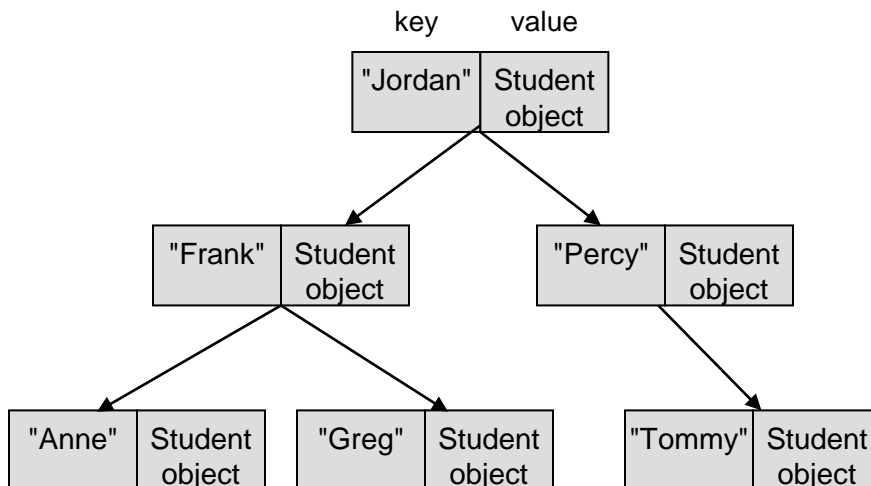 key value
"Jordan" Student
object
"Frank" Student
object
"Percy" Student
object
"Anne" Student
object
"Greg" Student
object
"Tommy" Student
object